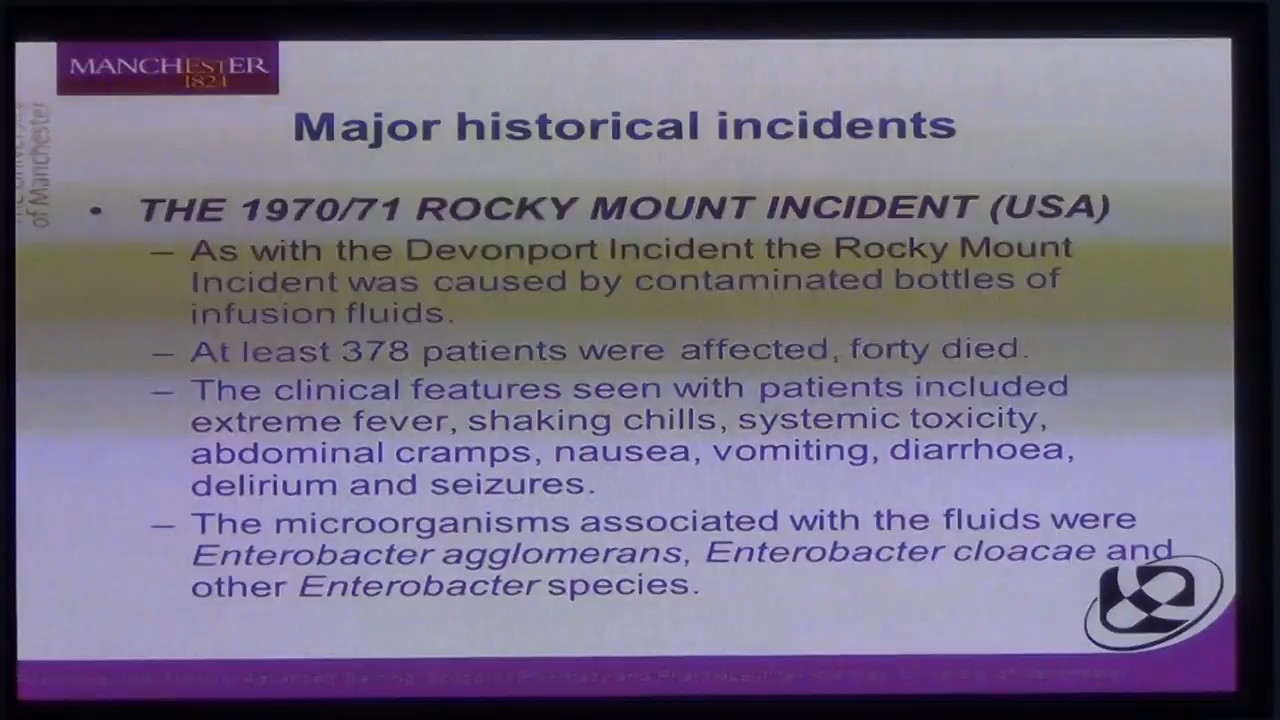 MANCHESTER
1824
of Manchester
Major historical incidents
• THE 1970/71 ROCKY MOUNT INCIDENT (USA)
– As with the Devonport Incident the Rocky Mount
Incident was caused by contaminated bottles of
infusion fluids.
– At least 378 patients were affected, forty died.
– The clinical features seen with patients included
extreme fever, shaking chills, systemic toxicity,
abdominal cramps, nausea, vomiting, diarrhoea,
delirium and seizures.
– The microorganisms associated with the fluids were
Enterobacter agglomerans, Enterobacter cloacae and
other Enterobacter species.